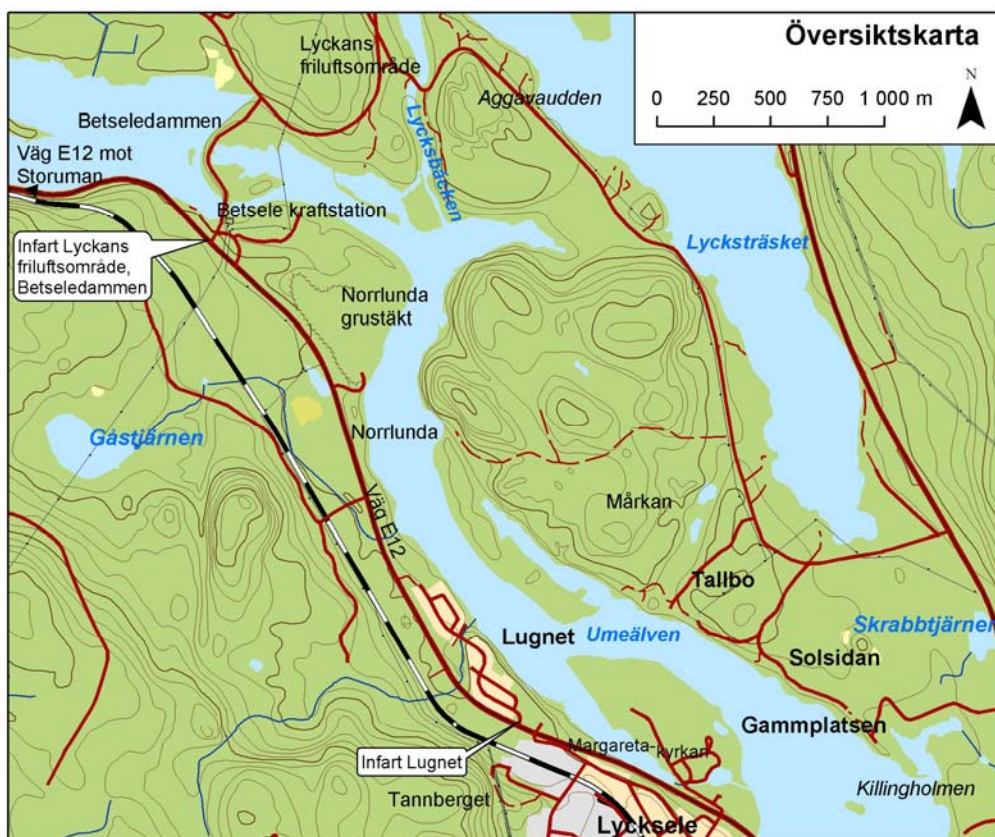 Översiktskarta
N
0 250 500 750 1 000 m
Lyckans
friluftsområde
Aggavaudden
Betseledammen
Lycksbäcken
Väg E12 mot
Storuman
Betsele kraftstation
Infart Lyckans
friluftsområde,
Betseledammen
Lycksträsket
Norrlunda
grustäkt
Gåstjärnen
Norrlunda
Mårkan
Väg E12
Tallbo
Lugnet
Umeälven
Skrabbtjärnen
Solsidan
Gammplatsen
Margareta-kyrkan
Infart Lugnet
Tannberget
Killingholmen
Lycksele